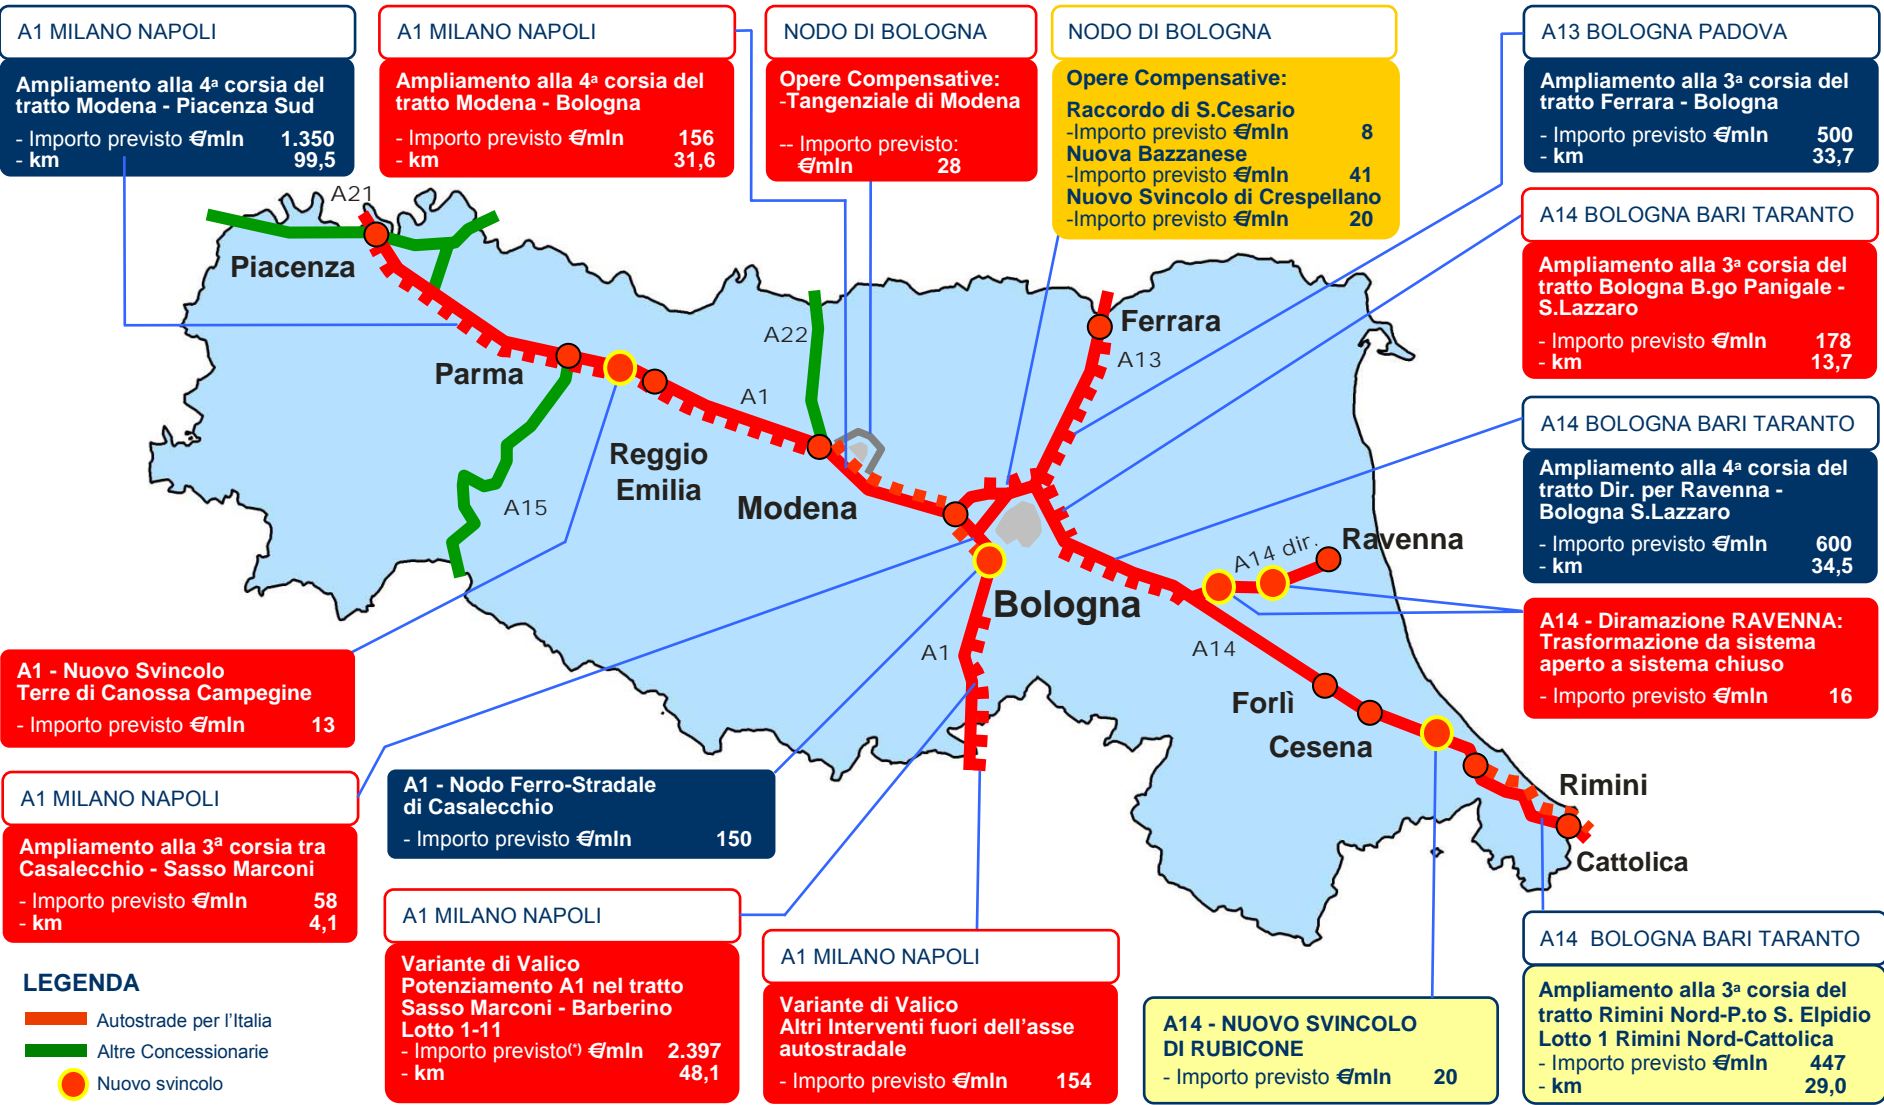 A1 MILANO NAPOLI
Ampliamento alla 4ª corsia del
tratto Modena - Piacenza Sud
- Importo previsto €/mln 1.350
- km 99,5
A1 MILANO NAPOLI
Ampliamento alla 4ª corsia del
tratto Modena - Bologna
- Importo previsto €/mln 156
- km 31,6
NODO DI BOLOGNA
Opere Compensative:
-Tangenziale di Modena
-- Importo previsto:
€/mln 28
NODO DI BOLOGNA
Opere Compensative:
Raccordo di S.Cesario
-Importo previsto €/mln 8
Nuova Bazzanese
-Importo previsto €/mln 41
Nuovo Svincolo di Crespellano
-Importo previsto €/mln 20
A13 BOLOGNA PADOVA
Ampliamento alla 3ª corsia del
tratto Ferrara - Bologna
- Importo previsto €/mln 500
- km 33,7
A14 BOLOGNA BARI TARANTO
Ampliamento alla 3ª corsia del
tratto Bologna B.go Panigale -
S.Lazzaro
- Importo previsto €/mln 178
- km 13,7
A14 BOLOGNA BARI TARANTO
Ampliamento alla 4ª corsia del
tratto Dir. per Ravenna -
Bologna S.Lazzaro
- Importo previsto €/mln 600
- km 34,5
A14 - Diramazione RAVENNA:
Trasformazione da sistema
aperto a sistema chiuso
- Importo previsto €/mln 16
A21
Piacenza
Parma
A15
Reggio
Emilia
A1
A22
Modena
Ferrara
A13
Bologna
A1
A14 dir.
Ravenna
A14
Forlì
Cesena
Rimini
Cattolica
A1 - Nuovo Svincolo
Terre di Canossa Campegine
- Importo previsto €/mln 13
A1 MILANO NAPOLI
Ampliamento alla 3ª corsia tra
Casalecchio - Sasso Marconi
- Importo previsto €/mln 58
- km 4,1
A1 - Nodo Ferro-Stradale
di Casalecchio
- Importo previsto €/mln 150
A1 MILANO NAPOLI
Variante di Valico
Potenziamento A1 nel tratto
Sasso Marconi - Barberino
Lotto 1-11
- Importo previsto(*) €/mln 2.397
- km 48,1
A1 MILANO NAPOLI
Variante di Valico
Altri Interventi fuori dell'asse
autostradale
- Importo previsto €/mln 154
A14 - NUOVO SVINCOLO
DI RUBICONE
- Importo previsto €/mln 20
A14 BOLOGNA BARI TARANTO
Ampliamento alla 3ª corsia del
tratto Rimini Nord-P.to S. Elpidio
Lotto 1 Rimini Nord-Cattolica
- Importo previsto €/mln 447
- km 29,0
LEGENDA
Autostrade per l'Italia
Altre Concessionarie
Nuovo svincolo